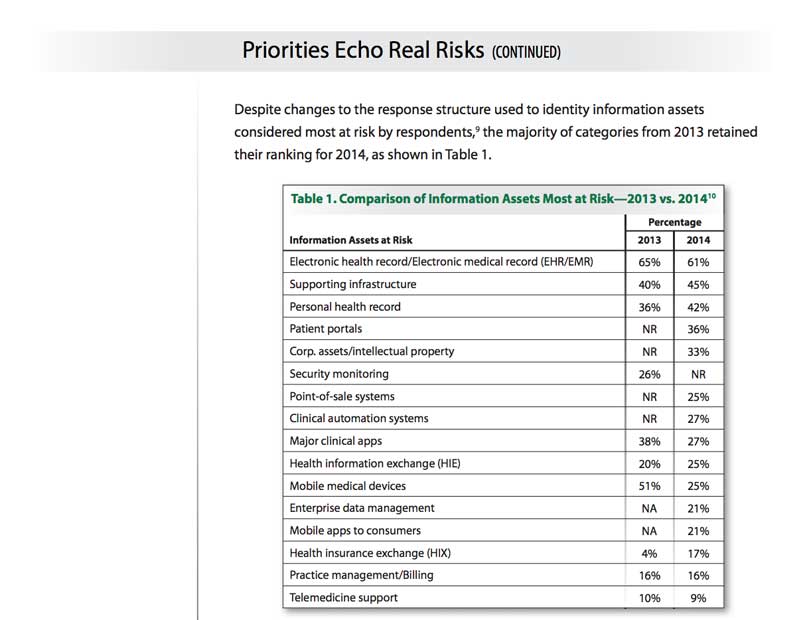 Priorities Echo Real Risks (CONTINUED)
Despite changes to the response structure used to identity information assets
considered most at risk by respondents,⁹ the majority of categories from 2013 retained
their ranking for 2014, as shown in Table 1.
Table 1. Comparison of Information Assets Most at Risk—2013 vs. 2014¹⁰
Percentage
Information Assets at Risk 2013 2014
Electronic health record/Electronic medical record (EHR/EMR) 65% 61%
Supporting infrastructure 40% 45%
Personal health record 36% 42%
Patient portals NR 36%
Corp. assets/intellectual property NR 33%
Security monitoring 26% NR
Point-of-sale systems NR 25%
Clinical automation systems NR 27%
Major clinical apps 38% 27%
Health information exchange (HIE) 20% 25%
Mobile medical devices 51% 25%
Enterprise data management NA 21%
Mobile apps to consumers NA 21%
Health insurance exchange (HIX) 4% 17%
Practice management/Billing 16% 16%
Telemedicine support 10% 9%